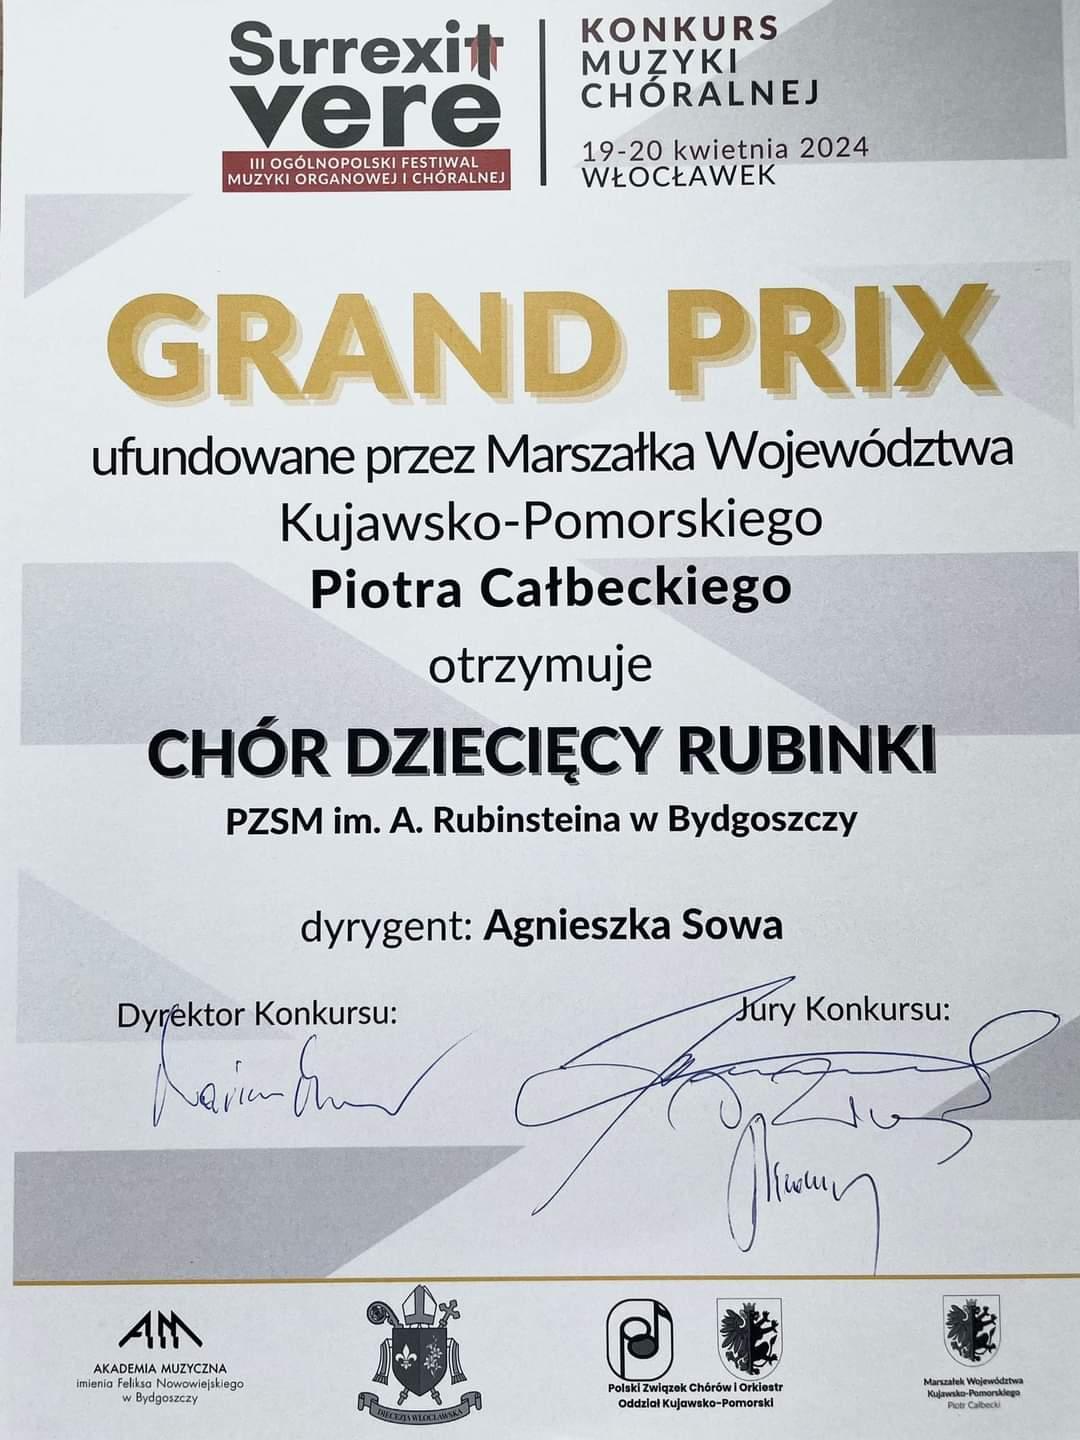 Surrexit
vere
III OGÓLNOPOLSKI FESTIWAL
MUZYKI ORGANOWEJ I CHÓRALNEJ
KONKURS
MUZYKI
CHÓRALNEJ
19-20 kwietnia 2024
WŁOCŁAWEK
GRAND PRIX
ufundowane przez Marszałka Województwa
Kujawsko-Pomorskiego
Piotra Całbeckiego
otrzymuje
CHÓR DZIECIĘCY RUBINKI
PZSM im. A. Rubinsteina w Bydgoszczy
dyrygent: Agnieszka Sowa
Dyrektor Konkursu:
Jury Konkursu:
AKADEMIA MUZYCZNA
imienia Feliksa Nowowiejskiego
w Bydgoszczy
DIECEZJA WŁOCŁAWSKA
Polski Związek Chórów i Orkiestr
Oddział Kujawsko-Pomorski
Marszałek Województwa
Kujawsko-Pomorskiego
Piotr Całbecki